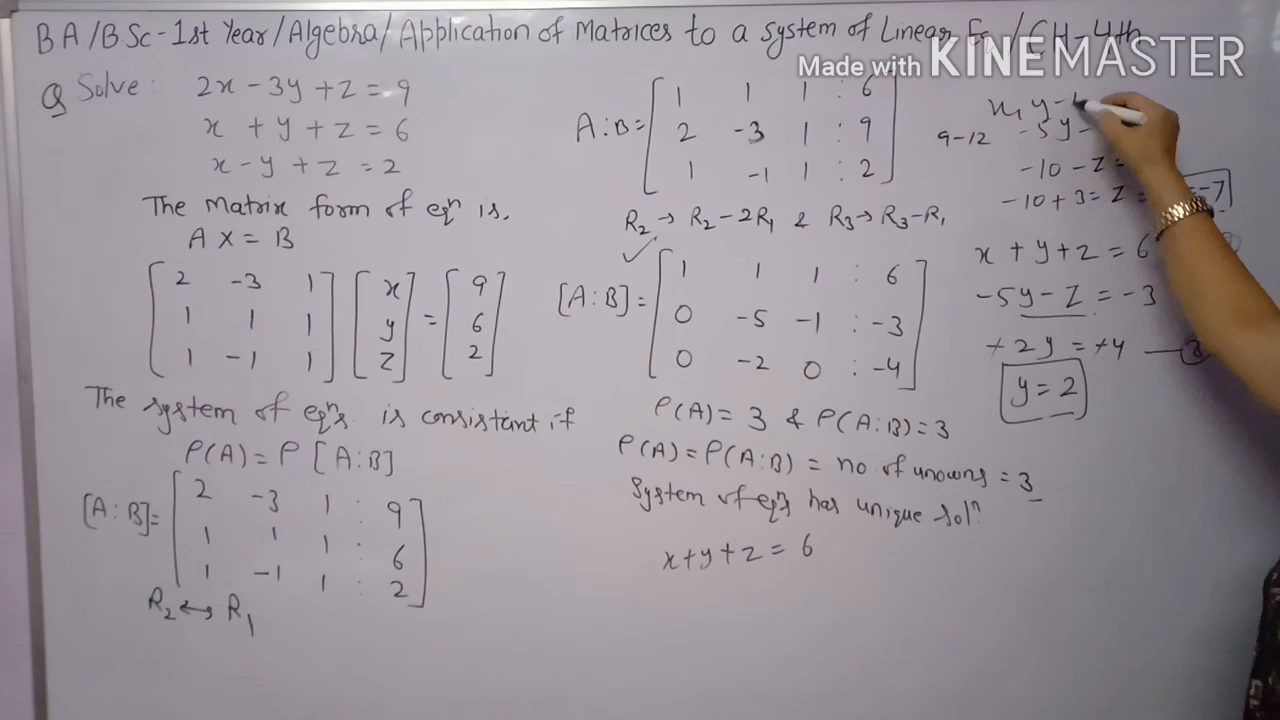 BA/BSc-1st Year/Algebra/Application of Matrices to a system of Linear Eq /CH-4th
Made with KINEMASTER
Q Solve: 2x - 3y + z = 9
x + y + z = 6
x - y + z = 2
The Matrix form of eqn is.
A X = B
[2 -3 1
1 1 1
1 -1 1] [x
y
z] = [9
6
2]
The system of eqns. is consistant if
ρ(A) = ρ [A:B]
[A:B] = [2 -3 1 : 9
1 1 1 : 6
1 -1 1 : 2]
R2 ↔ R1
A:B = [1 1 1 : 6
2 -3 1 : 9
1 -1 1 : 2]
R2 → R2 - 2R1 & R3 → R3 - R1
✓
[A:B] = [1 1 1 : 6
0 -5 -1 : -3
0 -2 0 : -4]
ρ(A) = 3 & ρ(A:B) = 3
ρ(A) = ρ(A:B) = no. of unowns = 3
System of eqns has unique soln
x + y + z = 6
9-12
-5y -
-10 - z =
-10 + 3 = z = -7
x + y + z = 6
-5y - z = -3
+2y = +4
y = 2